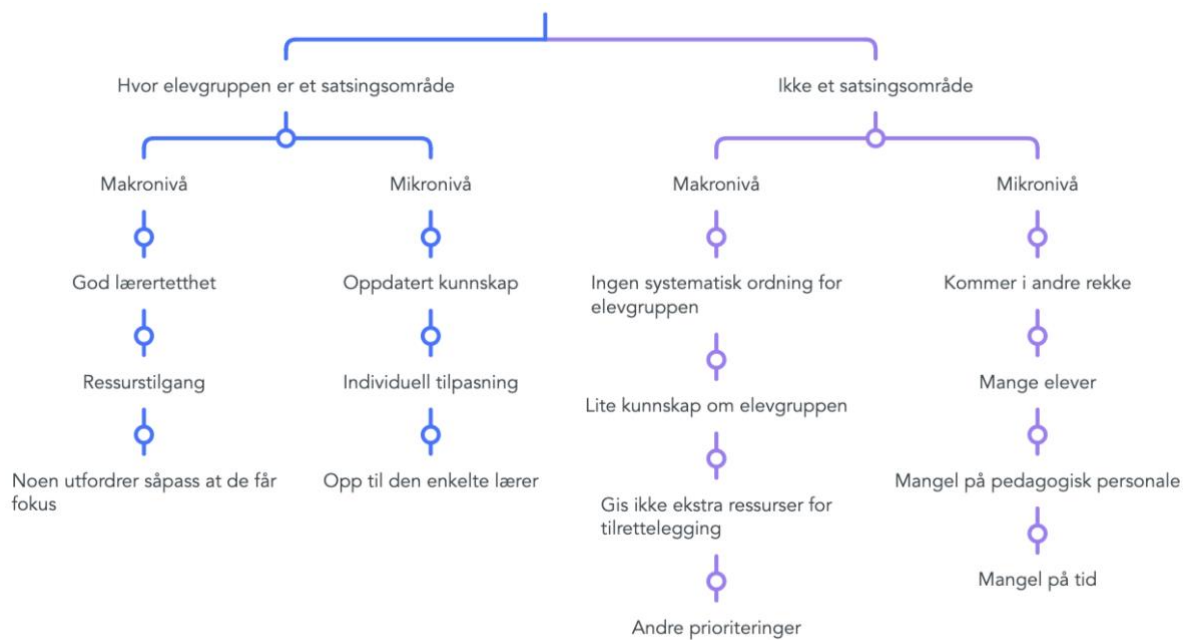 Hvor elevgruppen er et satsingsområde
Ikke et satsingsområde
Makronivå
Mikronivå
Makronivå
Mikronivå
God lærertetthet
Oppdatert kunnskap
Ingen systematisk ordning for
elevgruppen
Kommer i andre rekke
Ressurstilgang
Individuell tilpasning
Lite kunnskap om elevgruppen
Mange elever
Noen utfordrer såpass at de får
fokus
Opp til den enkelte lærer
Gis ikke ekstra ressurser for
tilrettelegging
Mangel på pedagogisk personale
Andre prioriteringer
Mangel på tid